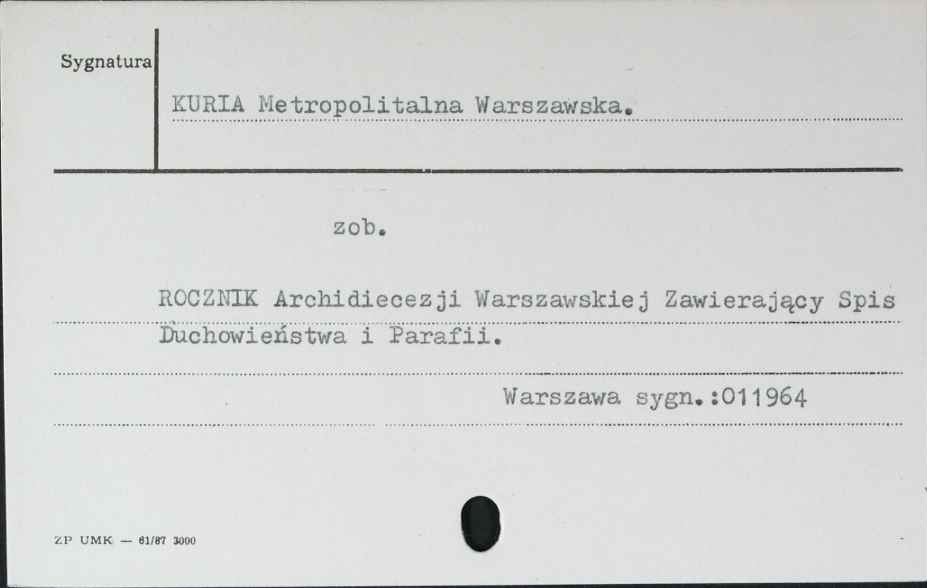 Sygnatura
KURIA Metropolitalna Warszawska.
zob.
ROCZNIK Archidiecezji Warszawskiej Zawierający Spis
Duchowieństwa i Parafii.
Warszawa sygn.:011964
ZP UMK — 61/87 3000